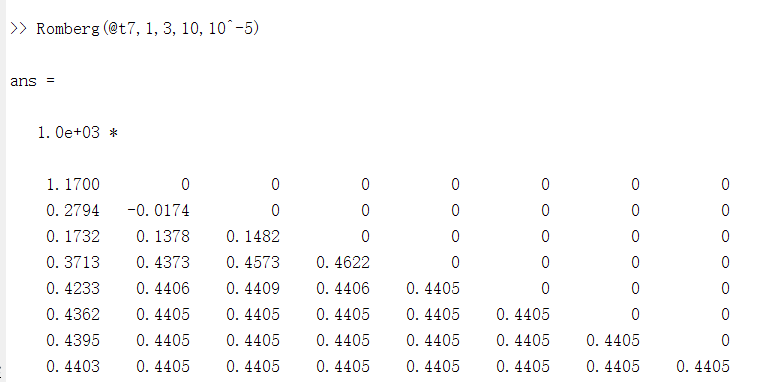 >> Romberg(@t7,1,3,10,10^-5)
ans =
1.0e+03 *
1.1700 0 0 0 0 0 0 0
0.2794 -0.0174 0 0 0 0 0 0
0.1732 0.1378 0.1482 0 0 0 0 0
0.3713 0.4373 0.4573 0.4622 0 0 0 0
0.4233 0.4406 0.4409 0.4406 0.4405 0 0 0
0.4362 0.4405 0.4405 0.4405 0.4405 0.4405 0 0
0.4395 0.4405 0.4405 0.4405 0.4405 0.4405 0.4405 0
0.4403 0.4405 0.4405 0.4405 0.4405 0.4405 0.4405 0.4405